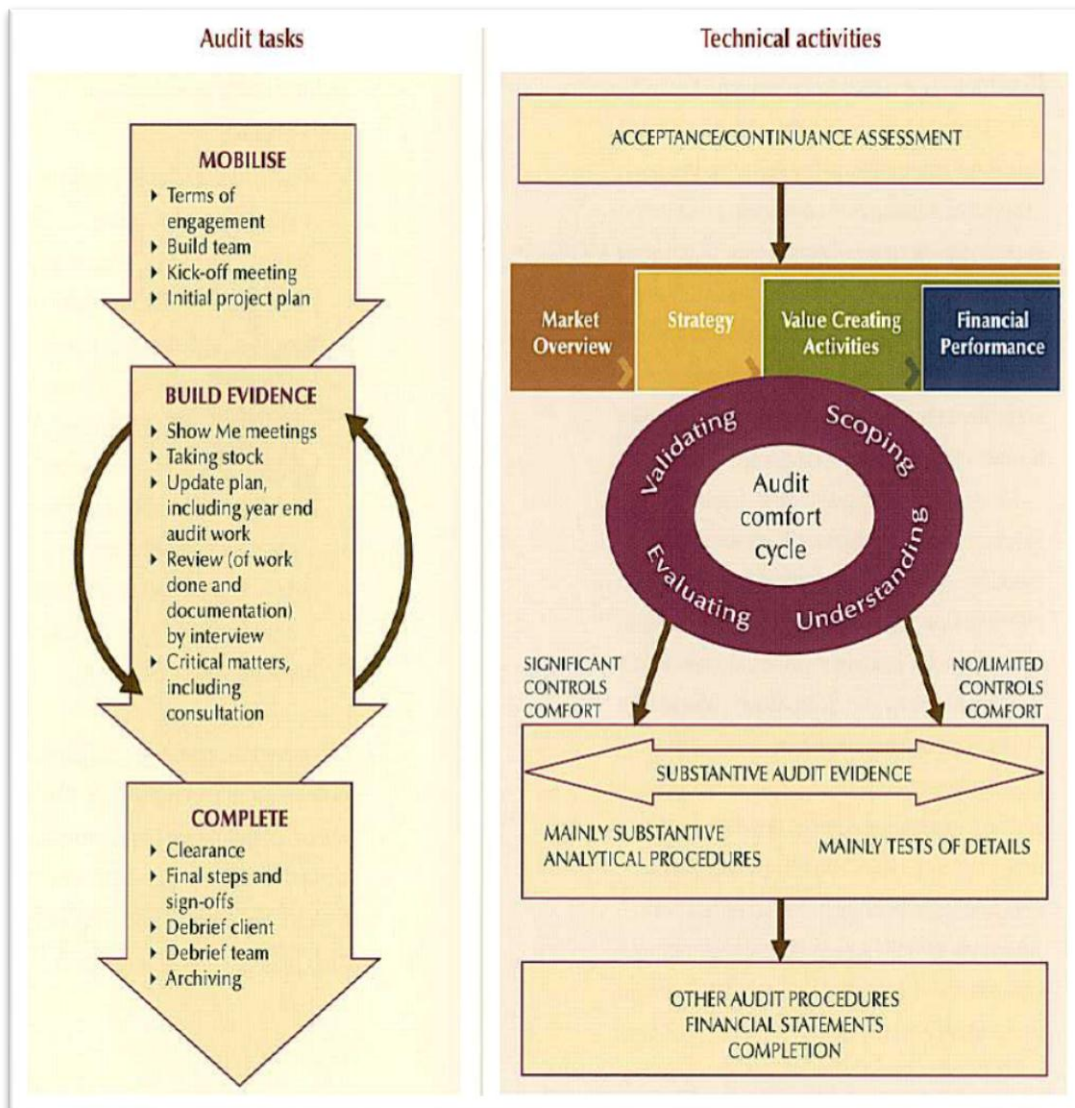 Audit tasks
MOBILISE
Terms of
engagement
Build team
Kick-off meeting
Initial project plan
BUILD EVIDENCE
Show Me meetings
Taking stock
Update plan,
including year end
audit work
Review (of work
done and
documentation)
by interview
Critical matters,
including
consultation
COMPLETE
Clearance
Final steps and
sign-offs
Debrief client
Debrief team
Archiving
Technical activities
ACCEPTANCE/CONTINUANCE ASSESSMENT
Market
Overview
Strategy
Value Creating
Activities
Financial
Performance
Validating
Scoping
Understanding
Evaluating
Audit
comfort
cycle
SIGNIFICANT
CONTROLS
COMFORT
NO/LIMITED
CONTROLS
COMFORT
SUBSTANTIVE AUDIT EVIDENCE
MAINLY SUBSTANTIVE
ANALYTICAL PROCEDURES
MAINLY TESTS OF DETAILS
OTHER AUDIT PROCEDURES
FINANCIAL STATEMENTS
COMPLETION